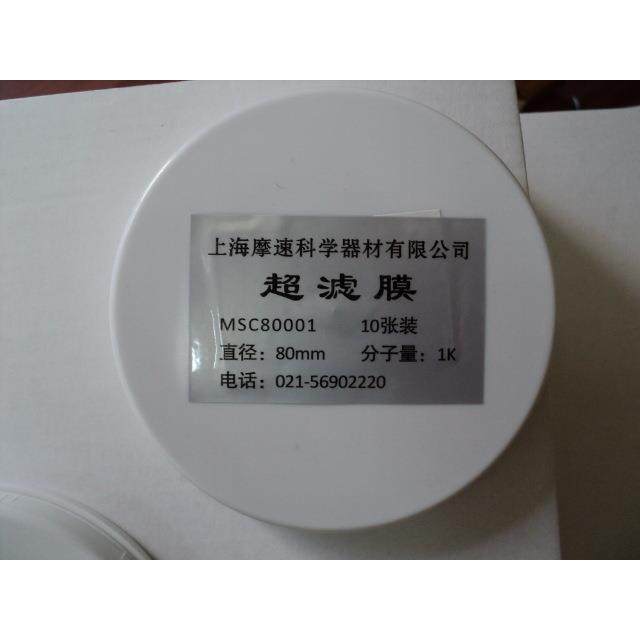 上海摩速科学器材有限公司
超滤膜
MSC80001 10张装
直径：80mm 分子量：1K
电话：021-56902220